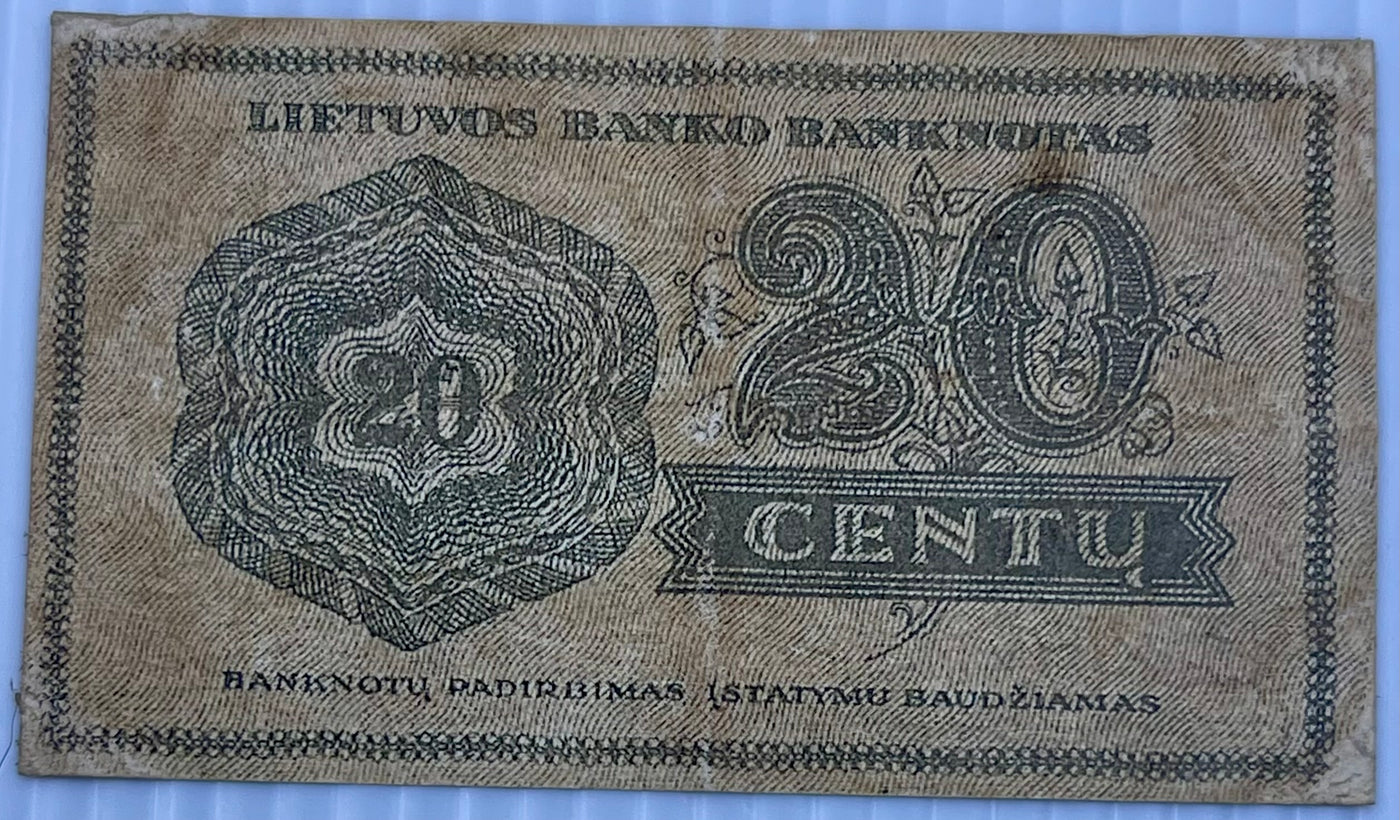 LIETUVOS BANKO BANKNOTAS
20
20
CENTŲ
BANKNOTŲ PADIRBIMAS ĮSTATYMU BAUDŽIAMAS